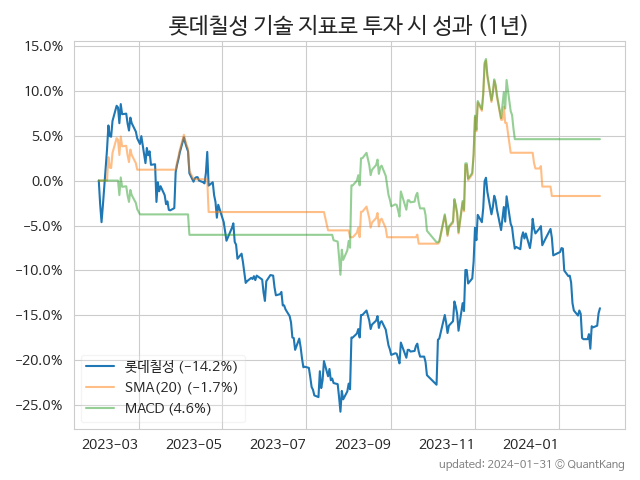 롯데칠성 기술 지표로 투자 시 성과 (1년)
15.0%
10.0%
5.0%
0.0%
−5.0%
−10.0%
−15.0%
−20.0%
−25.0%
롯데칠성 (−14.2%)
SMA(20) (−1.7%)
MACD (4.6%)
2023-03 2023-05 2023-07 2023-09 2023-11 2024-01
updated: 2024-01-31 © QuantKang